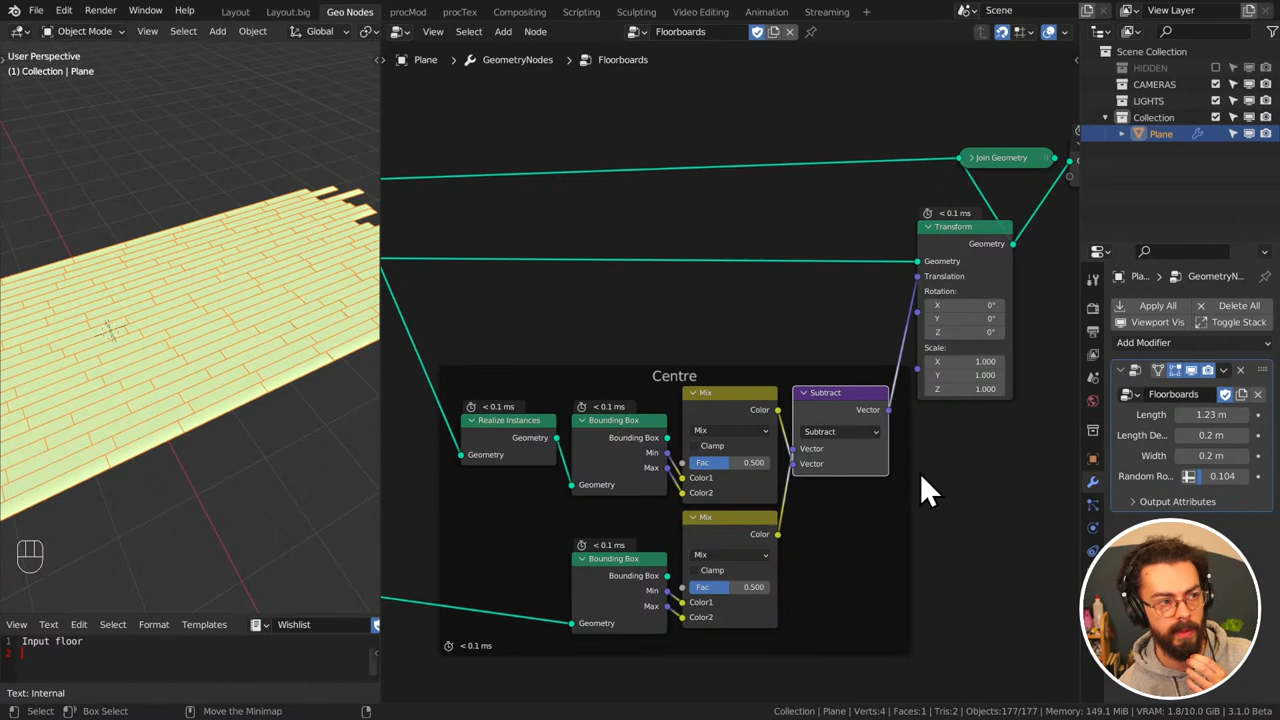 File Edit Render Window Help
Layout Layout.big Geo Nodes procMod procTex Compositing Scripting Sculpting Video Editing Animation Streaming +
Scene
View Layer
Object Mode View Select Add Object Global
View Select Add Node Floorboards
User Perspective
(1) Collection | Plane
Plane GeometryNodes Floorboards
Scene Collection
HIDDEN
CAMERAS
LIGHTS
Collection
Plane
Join Geometry
< 0.1 ms
Transform
Geometry
Geometry
Translation
Rotation:
X 0°
Y 0°
Z 0°
Scale:
X 1.000
Y 1.000
Z 1.000
Centre
< 0.1 ms
Realize Instances
Geometry
Geometry
< 0.1 ms
Bounding Box
Bounding Box
Min
Max
Geometry
Mix
Color
Mix
Clamp
Fac 0.500
Color1
Color2
Subtract
Vector
Subtract
Vector
Vector
< 0.1 ms
Bounding Box
Bounding Box
Min
Max
Geometry
Mix
Color
Mix
Clamp
Fac 0.500
Color1
Color2
< 0.1 ms
Pla... GeometryN...
Apply All Delete All
Viewport Vis Toggle Stack
Add Modifier
Floorboards
Length 1.23 m
Length De... 0.2 m
Width 0.2 m
Random Ro... 0.104
Output Attributes
View Text Edit Select Format Templates Wishlist
1 Input floor
2
Text: Internal
Select Box Select Move the Minimap
Collection | Plane | Verts:4 | Faces:1 | Tris:2 | Objects:177/177 | Memory: 149.1 MiB | VRAM: 1.8/10.0 GiB | 3.1.0 Beta